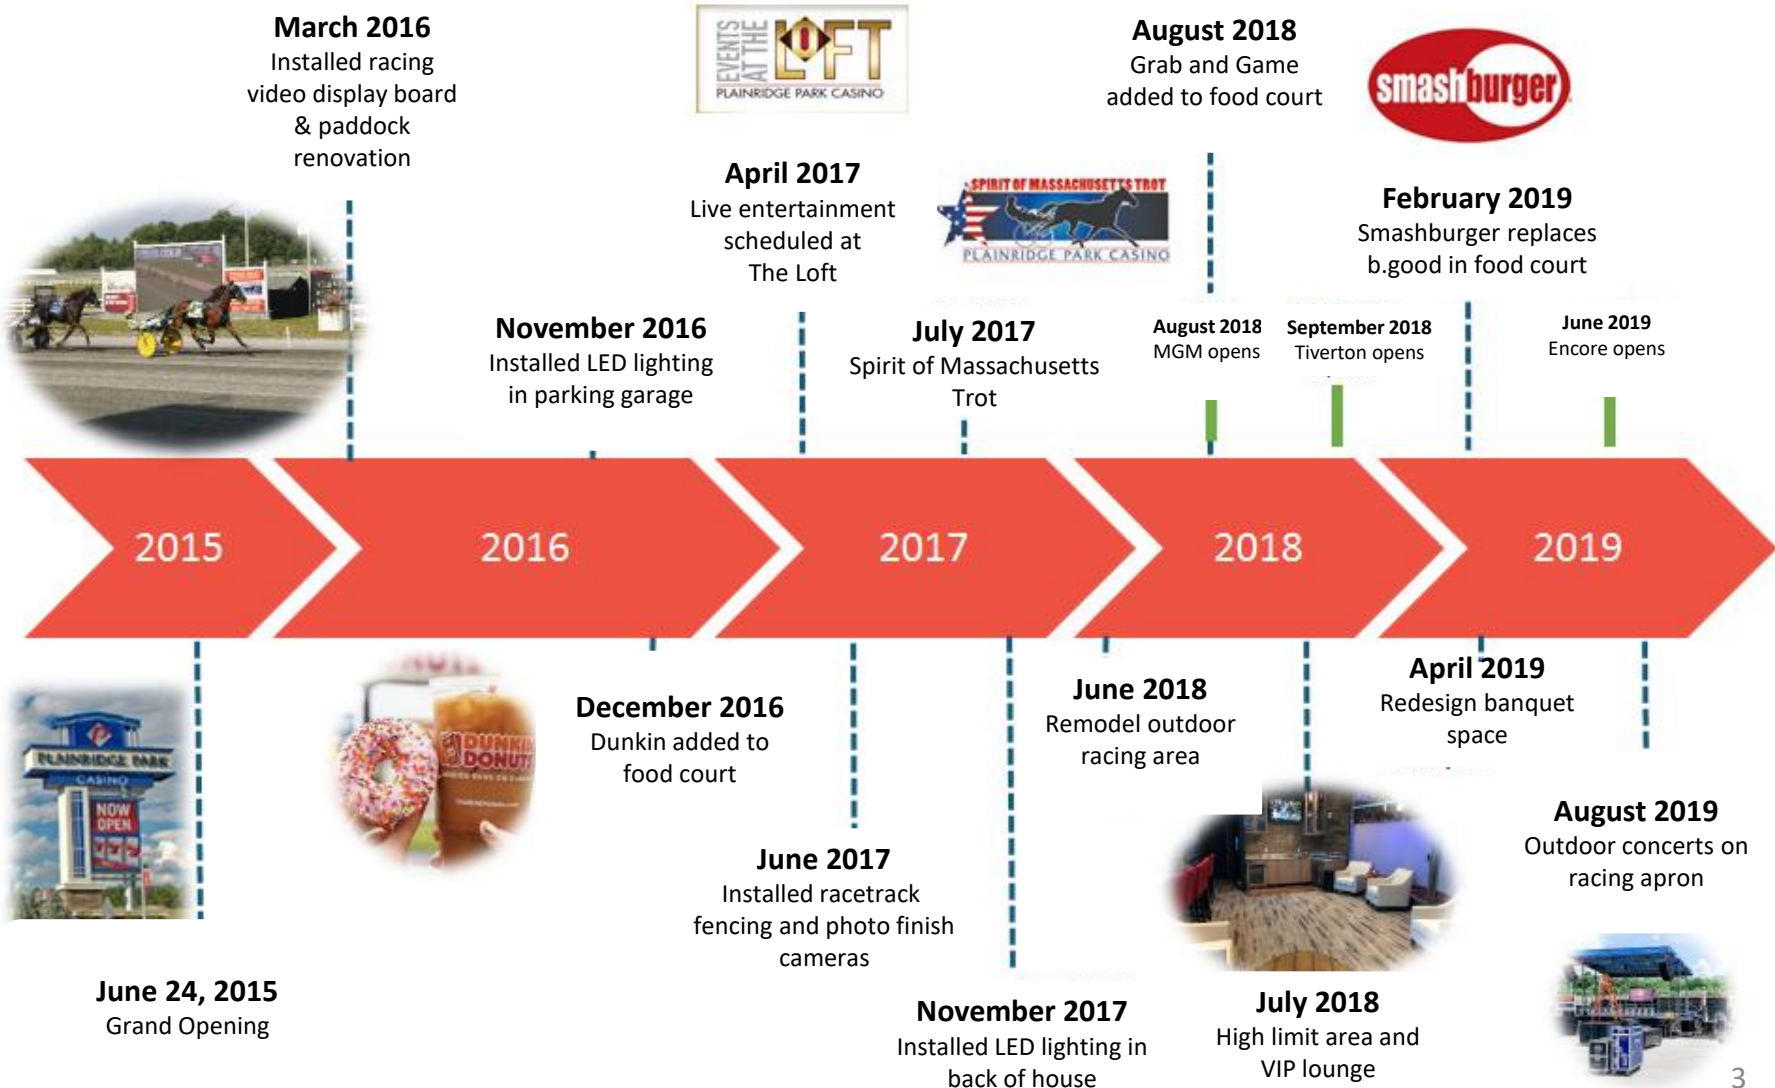 March 2016
Installed racing
video display board
& paddock
renovation
EVENTS
AT THE
LOFT
PLAINRIDGE PARK CASINO
April 2017
Live entertainment
scheduled at
The Loft
August 2018
Grab and Game
added to food court
smashburger
SPIRIT OF MASSACHUSETTS TROT
PLAINRIDGE PARK CASINO
February 2019
Smashburger replaces
b.good in food court
November 2016
Installed LED lighting
in parking garage
July 2017
Spirit of Massachusetts
Trot
August 2018
MGM opens
September 2018
Tiverton opens
June 2019
Encore opens
2015
2016
2017
2018
2019
PLAINRIDGE PARK
CASINO
NOW
OPEN
777
June 24, 2015
Grand Opening
DUNKIN
DONUTS
December 2016
Dunkin added to
food court
June 2017
Installed racetrack
fencing and photo finish
cameras
November 2017
Installed LED lighting in
back of house
June 2018
Remodel outdoor
racing area
July 2018
High limit area and
VIP lounge
April 2019
Redesign banquet
space
August 2019
Outdoor concerts on
racing apron
3